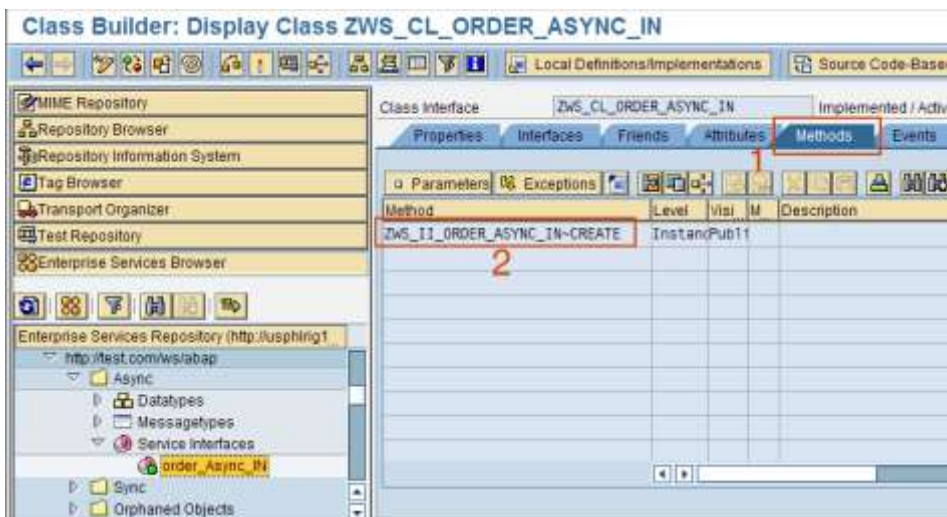 Class Builder: Display Class ZWS_CL_ORDER_ASYNC_IN
Local Definitions/Implementations
Source Code-Base
MIME Repository
Repository Browser
Repository Information System
Tag Browser
Transport Organizer
Test Repository
Enterprise Services Browser
Enterprise Services Repository (http://usphlrig1
http://test.com/ws/abap
Async
Datatypes
Messagetypes
Service Interfaces
order_Async_IN
Sync
Orphaned Objects
Class Interface
ZWS_CL_ORDER_ASYNC_IN
Implemented / Activ
Properties
Interfaces
Friends
Attributes
Methods
Events
1
Parameters
Exceptions
Method
Level
Visi
M
Description
ZWS_II_ORDER_ASYNC_IN~CREATE
Instanc
Publi
2